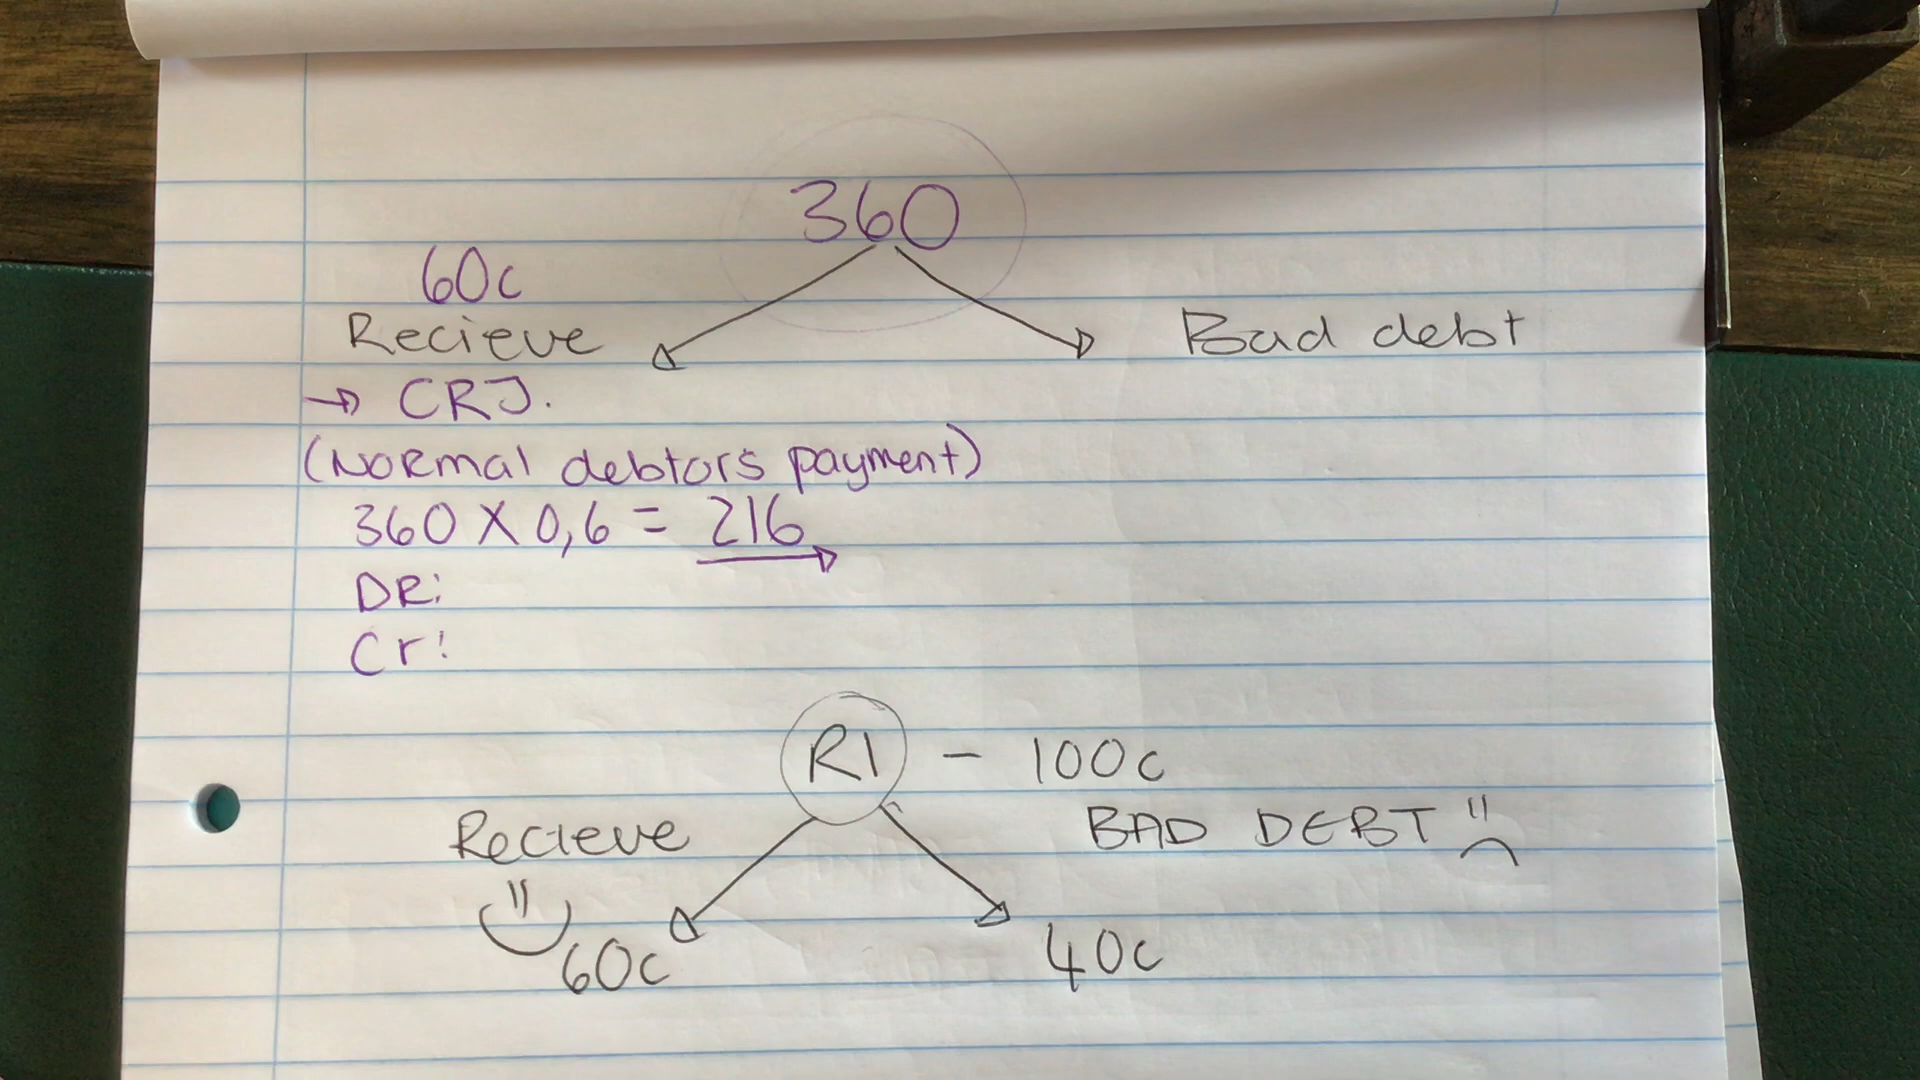 360
60c
Recieve
Bad debt
→ CRJ.
(Normal debtors payment)
360 X 0,6 = 216
DR:
Cr:
R1 - 100c
Recieve
BAD DEBT
60c
40c